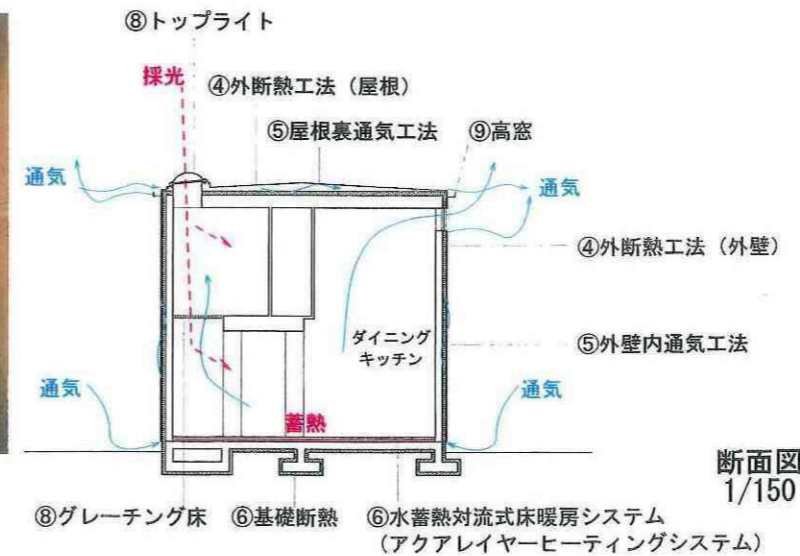 ⑧トップライト
採光
④外断熱工法（屋根）
⑤屋根裏通気工法
⑨高窓
通気
通気
④外断熱工法（外壁）
ダイニング
キッチン
⑤外壁内通気工法
通気
蓄熱
通気
断面図
1/150
⑧グレーチング床
⑥基礎断熱
⑥水蓄熱対流式床暖房システム
（アクアレイヤーヒーティングシステム）